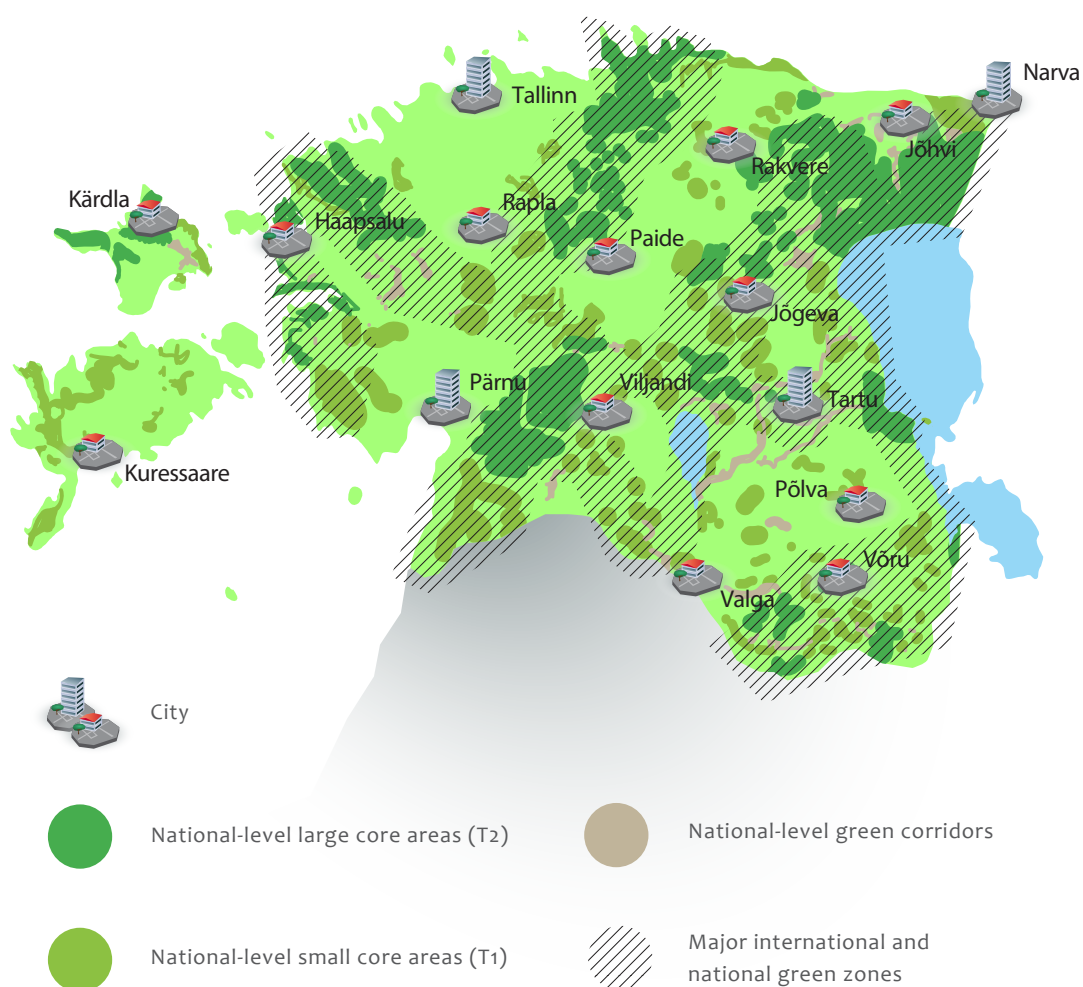 Narva
Tallinn
Jõhvi
Rakvere
Kärdla
Rapla
Haapsalu
Paide
Jõgeva
Pärnu
Viljandi
Tartu
Kuressaare
Põlva
Võru
Valga
City
National-level large core areas (T2)
National-level green corridors
National-level small core areas (T1)
Major international and
national green zones